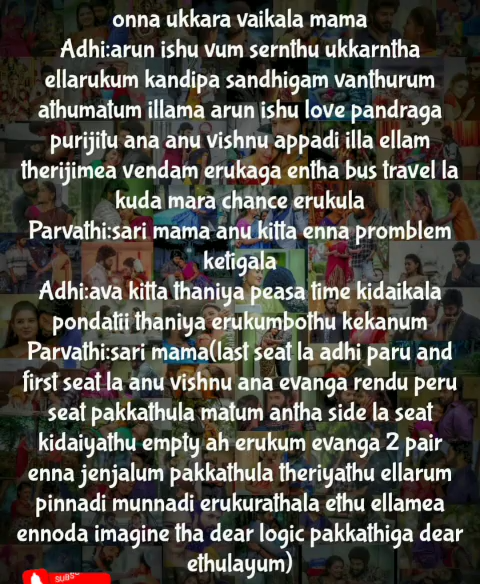 onna ukkara vaikala mama
Adhi:arun ishu vum sernthu ukkarntha
ellarukum kandipa sandhigam vanthurum
athumatum illama arun ishu love pandraga
purijitu ana anu vishnu appadi illa ellam
therijimea vendam erukaga entha bus travel la
kuda mara chance erukula
Parvathi:sari mama anu kitta enna promblem
ketigala
Adhi:ava kitta thaniya peasa time kidaikala
pondatii thaniya erukumbothu kekanum
Parvathi:sari mama(last seat la adhi paru and
first seat la anu vishnu ana evanga rendu peru
seat pakkathula matum antha side la seat
kidaiyathu empty ah erukum evanga 2 pair
enna jenjalum pakkathula theriyathu ellarum
pinnadi munnadi erukurathala ethu ellamea
ennoda imagine tha dear logic pakkathiga dear
ethulayum)